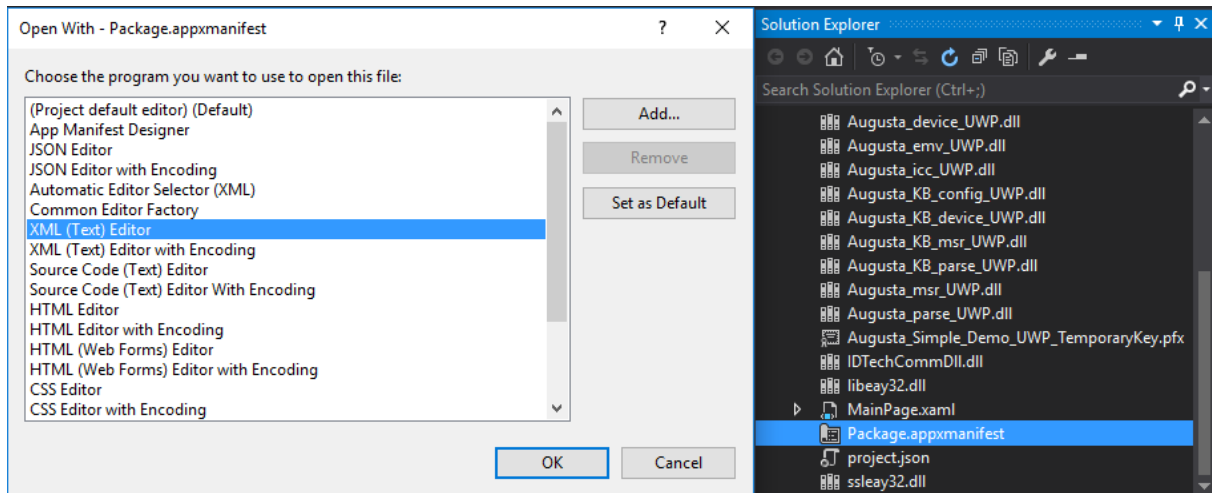 Open With - Package.appxmanifest
Choose the program you want to use to open this file:
(Project default editor) (Default)
App Manifest Designer
JSON Editor
JSON Editor with Encoding
Automatic Editor Selector (XML)
Common Editor Factory
XML (Text) Editor
XML (Text) Editor with Encoding
Source Code (Text) Editor
Source Code (Text) Editor With Encoding
HTML Editor
HTML Editor with Encoding
HTML (Web Forms) Editor
HTML (Web Forms) Editor with Encoding
CSS Editor
CSS Editor with Encoding
Add...
Remove
Set as Default
OK
Cancel
Solution Explorer
Search Solution Explorer (Ctrl+;)
Augusta_device_UWP.dll
Augusta_emv_UWP.dll
Augusta_icc_UWP.dll
Augusta_KB_config_UWP.dll
Augusta_KB_device_UWP.dll
Augusta_KB_msr_UWP.dll
Augusta_KB_parse_UWP.dll
Augusta_msr_UWP.dll
Augusta_parse_UWP.dll
Augusta_Simple_Demo_UWP_TemporaryKey.pfx
IDTechCommDll.dll
libeay32.dll
MainPage.xaml
Package.appxmanifest
project.json
ssleay32.dll